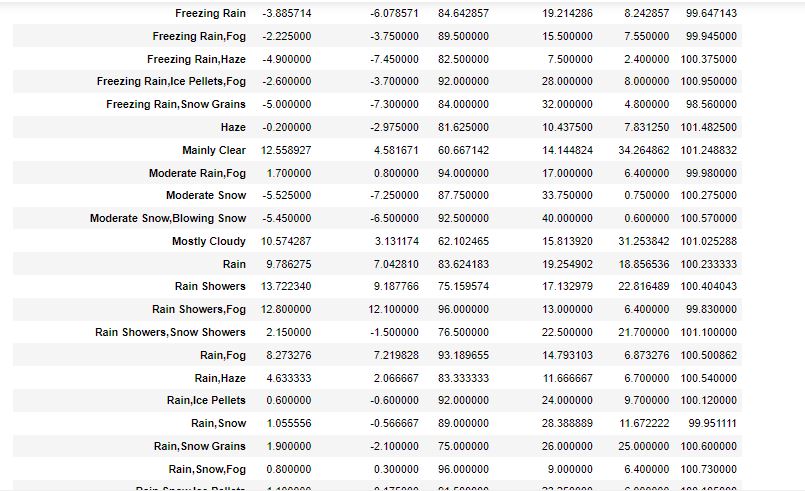 Freezing Rain -3.885714 -6.078571 84.642857 19.214286 8.242857 99.647143
Freezing Rain,Fog -2.225000 -3.750000 89.500000 15.500000 7.550000 99.945000
Freezing Rain,Haze -4.900000 -7.450000 82.500000 7.500000 2.400000 100.375000
Freezing Rain,Ice Pellets,Fog -2.600000 -3.700000 92.000000 28.000000 8.000000 100.950000
Freezing Rain,Snow Grains -5.000000 -7.300000 84.000000 32.000000 4.800000 98.560000
Haze -0.200000 -2.975000 81.625000 10.437500 7.831250 101.482500
Mainly Clear 12.558927 4.581671 60.667142 14.144824 34.264862 101.248832
Moderate Rain,Fog 1.700000 0.800000 94.000000 17.000000 6.400000 99.980000
Moderate Snow -5.525000 -7.250000 87.750000 33.750000 0.750000 100.275000
Moderate Snow,Blowing Snow -5.450000 -6.500000 92.500000 40.000000 0.600000 100.570000
Mostly Cloudy 10.574287 3.131174 62.102465 15.813920 31.253842 101.025288
Rain 9.786275 7.042810 83.624183 19.254902 18.856536 100.233333
Rain Showers 13.722340 9.187766 75.159574 17.132979 22.816489 100.404043
Rain Showers,Fog 12.800000 12.100000 96.000000 13.000000 6.400000 99.830000
Rain Showers,Snow Showers 2.150000 -1.500000 76.500000 22.500000 21.700000 101.100000
Rain,Fog 8.273276 7.219828 93.189655 14.793103 6.873276 100.500862
Rain,Haze 4.633333 2.066667 83.333333 11.666667 6.700000 100.540000
Rain,Ice Pellets 0.600000 -0.600000 92.000000 24.000000 9.700000 100.120000
Rain,Snow 1.055556 -0.566667 89.000000 28.388889 11.672222 99.951111
Rain,Snow Grains 1.900000 -2.100000 75.000000 26.000000 25.000000 100.600000
Rain,Snow,Fog 0.800000 0.300000 96.000000 9.000000 6.400000 100.730000
Rain,Snow,Ice Pellets